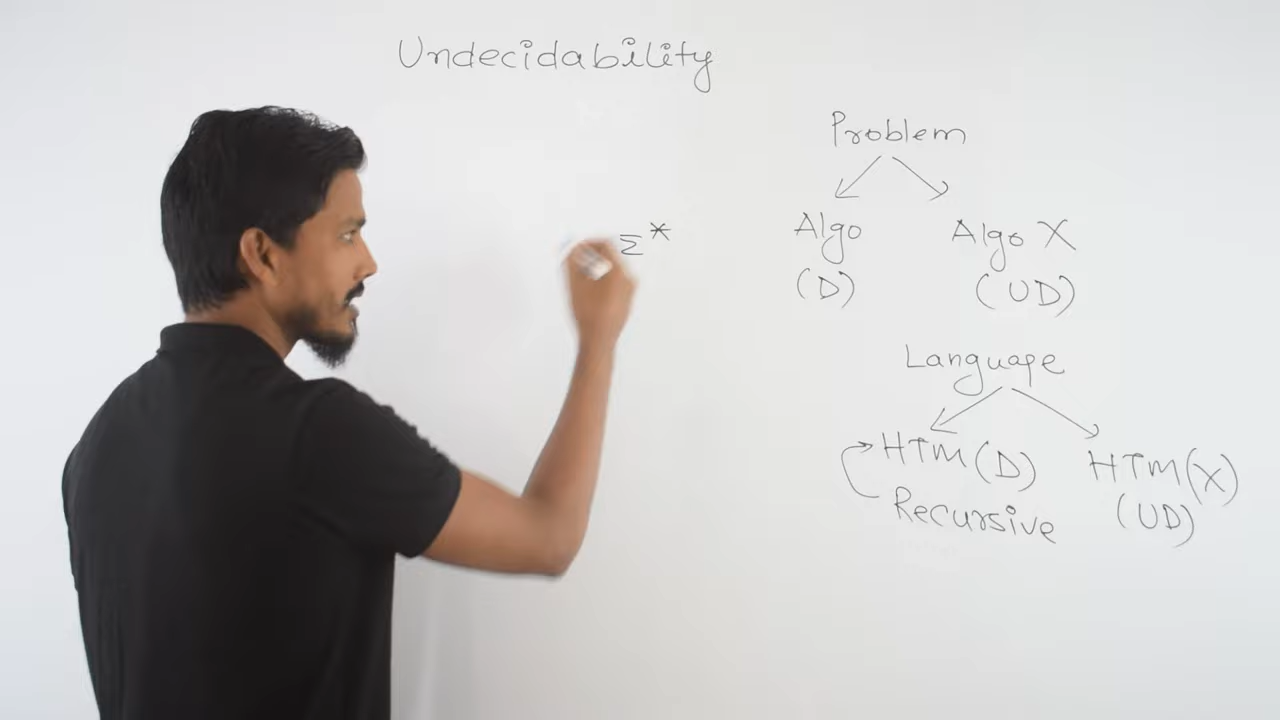 Undecidability
Problem
Σ*
Algo Algo X
(D) (UD)
Language
HTM(D) HTM(X)
Recursive (UD)